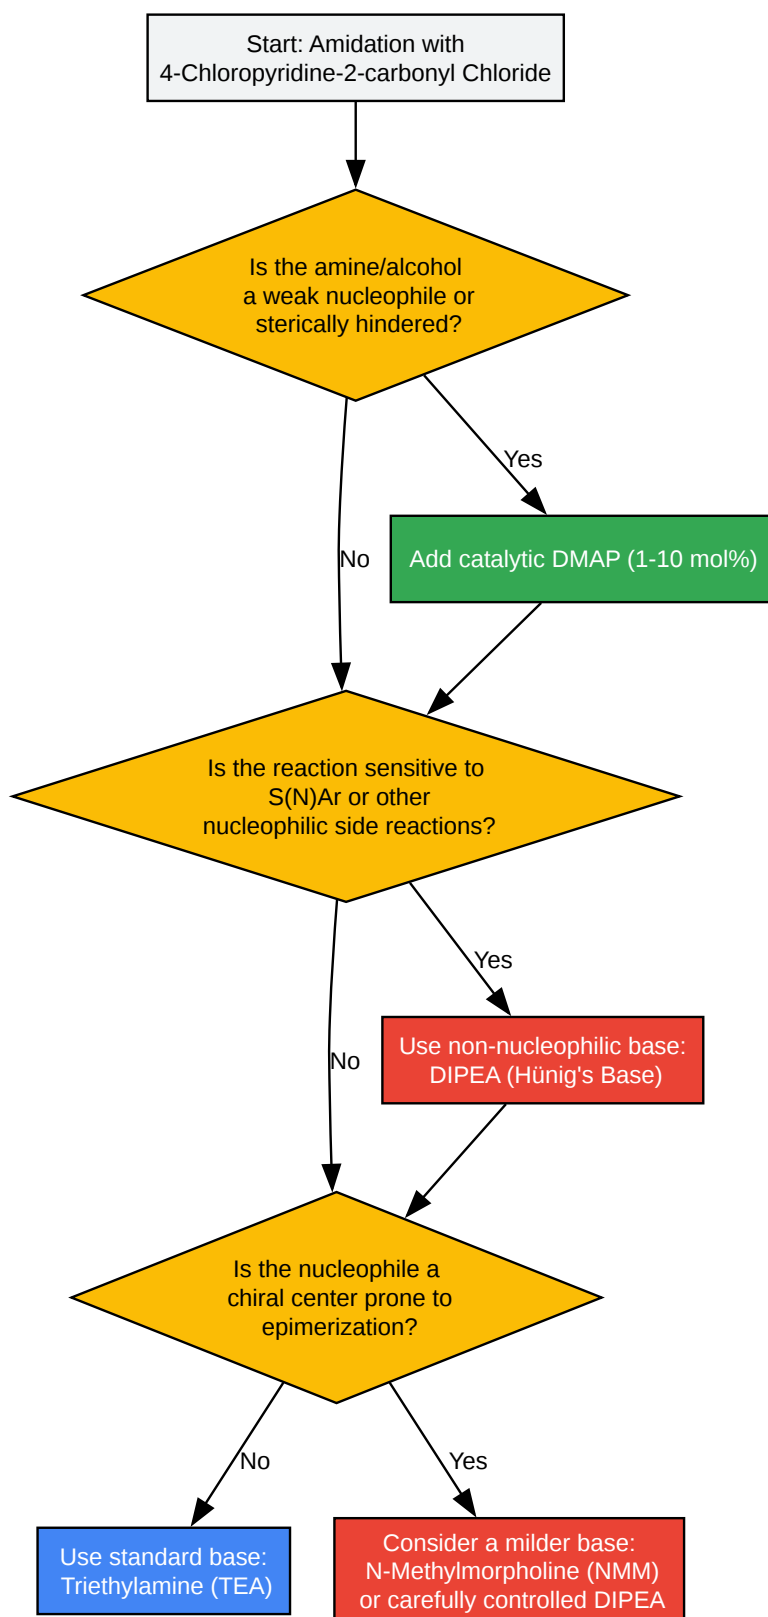 Start: Amidation with
4-Chloropyridine-2-carbonyl Chloride
Is the amine/alcohol
a weak nucleophile or
sterically hindered?
Yes
No
Add catalytic DMAP (1-10 mol%)
Is the reaction sensitive to
S(N)Ar or other
nucleophilic side reactions?
Yes
No
Use non-nucleophilic base:
DIPEA (Hünig's Base)
Is the nucleophile a
chiral center prone to
epimerization?
No
Yes
Use standard base:
Triethylamine (TEA)
Consider a milder base:
N-Methylmorpholine (NMM)
or carefully controlled DIPEA